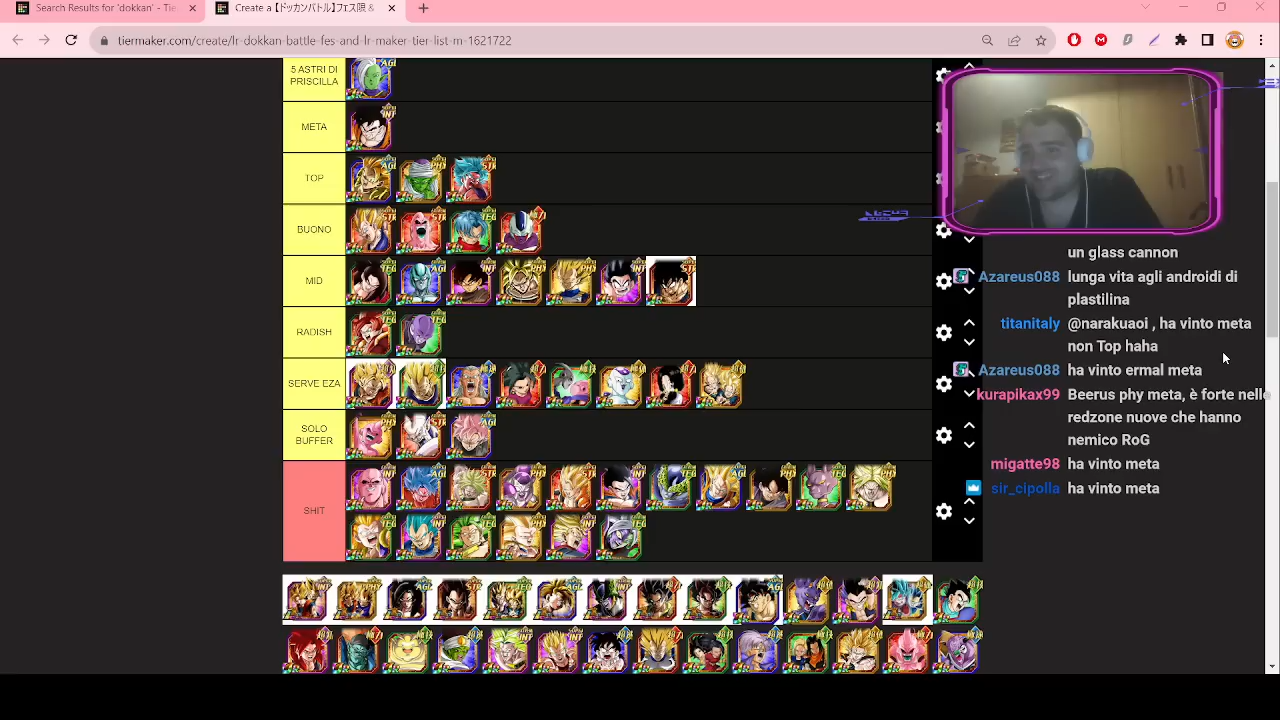 Search Results for 'dokkan' - Tie
Create a 【ドッカンバトル】フェス限 &
tiermaker.com/create/lr-dokkan-battle-fes-and-lr-maker-tier-list-m-1621722
5 ASTRI DI
PRISCILLA
META
TOP
BUONO
MID
RADISH
SERVE EZA
SOLO
BUFFER
SHIT
un glass cannon
Azareus088 lunga vita agli androidi di
plastilina
titanitaly @narakuaoi , ha vinto meta
non Top haha
Azareus088 ha vinto ermal meta
kurapikax99 Beerus phy meta, è forte nelle
redzone nuove che hanno
nemico RoG
migatte98 ha vinto meta
sir_cipolla ha vinto meta